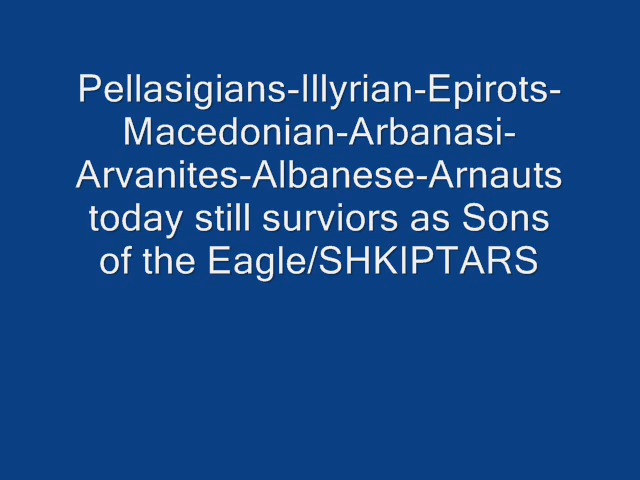 Pellasigians-Illyrian-Epirots-
Macedonian-Arbanasi-
Arvanites-Albanese-Arnauts
today still surviors as Sons
of the Eagle/SHKIPTARS